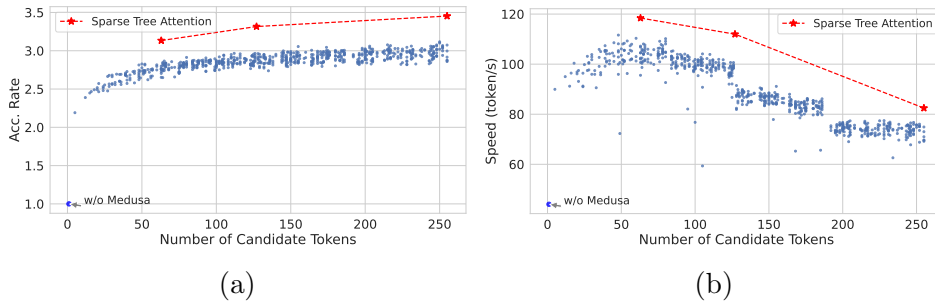 3.5
3.0
2.5
2.0
1.5
1.0
Acc. Rate
Sparse Tree Attention
w/o Medusa
0 50 100 150 200 250
Number of Candidate Tokens
(a)
120
100
80
60
Speed (token/s)
Sparse Tree Attention
w/o Medusa
0 50 100 150 200 250
Number of Candidate Tokens
(b)